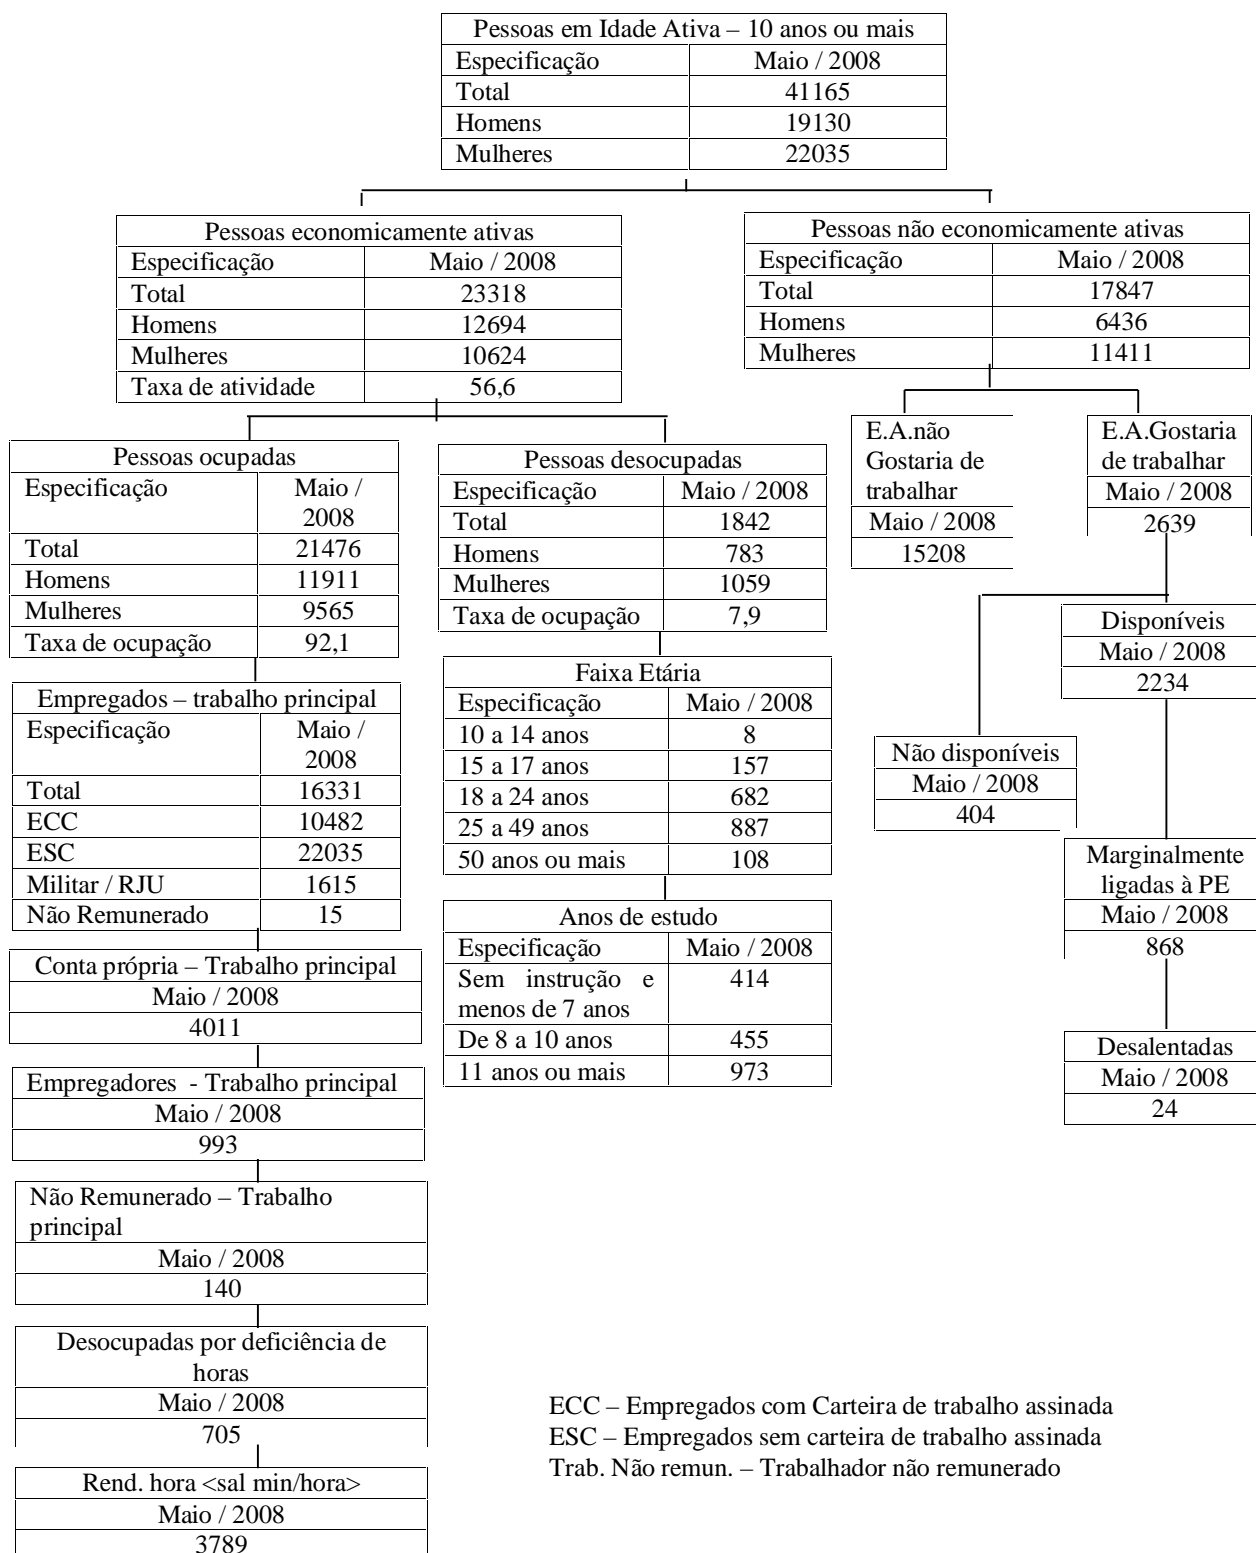 Pessoas em Idade Ativa – 10 anos ou mais
Especificação Maio / 2008
Total 41165
Homens 19130
Mulheres 22035
Pessoas economicamente ativas
Especificação Maio / 2008
Total 23318
Homens 12694
Mulheres 10624
Taxa de atividade 56,6
Pessoas não economicamente ativas
Especificação Maio / 2008
Total 17847
Homens 6436
Mulheres 11411
Pessoas ocupadas
Especificação Maio /
2008
Total 21476
Homens 11911
Mulheres 9565
Taxa de ocupação 92,1
Empregados – trabalho principal
Especificação Maio /
2008
Total 16331
ECC 10482
ESC 22035
Militar / RJU 1615
Não Remunerado 15
Conta própria – Trabalho principal
Maio / 2008
4011
Empregadores - Trabalho principal
Maio / 2008
993
Não Remunerado – Trabalho
principal
Maio / 2008
140
Desocupadas por deficiência de
horas
Maio / 2008
705
Rend. hora <sal min/hora>
Maio / 2008
3789
Pessoas desocupadas
Especificação Maio / 2008
Total 1842
Homens 783
Mulheres 1059
Taxa de ocupação 7,9
Faixa Etária
Especificação Maio / 2008
10 a 14 anos 8
15 a 17 anos 157
18 a 24 anos 682
25 a 49 anos 887
50 anos ou mais 108
Anos de estudo
Especificação Maio / 2008
Sem instrução e 414
menos de 7 anos
De 8 a 10 anos 455
11 anos ou mais 973
E.A.não
Gostaria de
trabalhar
Maio / 2008
15208
E.A.Gostaria
de trabalhar
Maio / 2008
2639
Não disponíveis
Maio / 2008
404
Disponíveis
Maio / 2008
2234
Marginalmente
ligadas à PE
Maio / 2008
868
Desalentadas
Maio / 2008
24
ECC – Empregados com Carteira de trabalho assinada
ESC – Empregados sem carteira de trabalho assinada
Trab. Não remun. – Trabalhador não remunerado